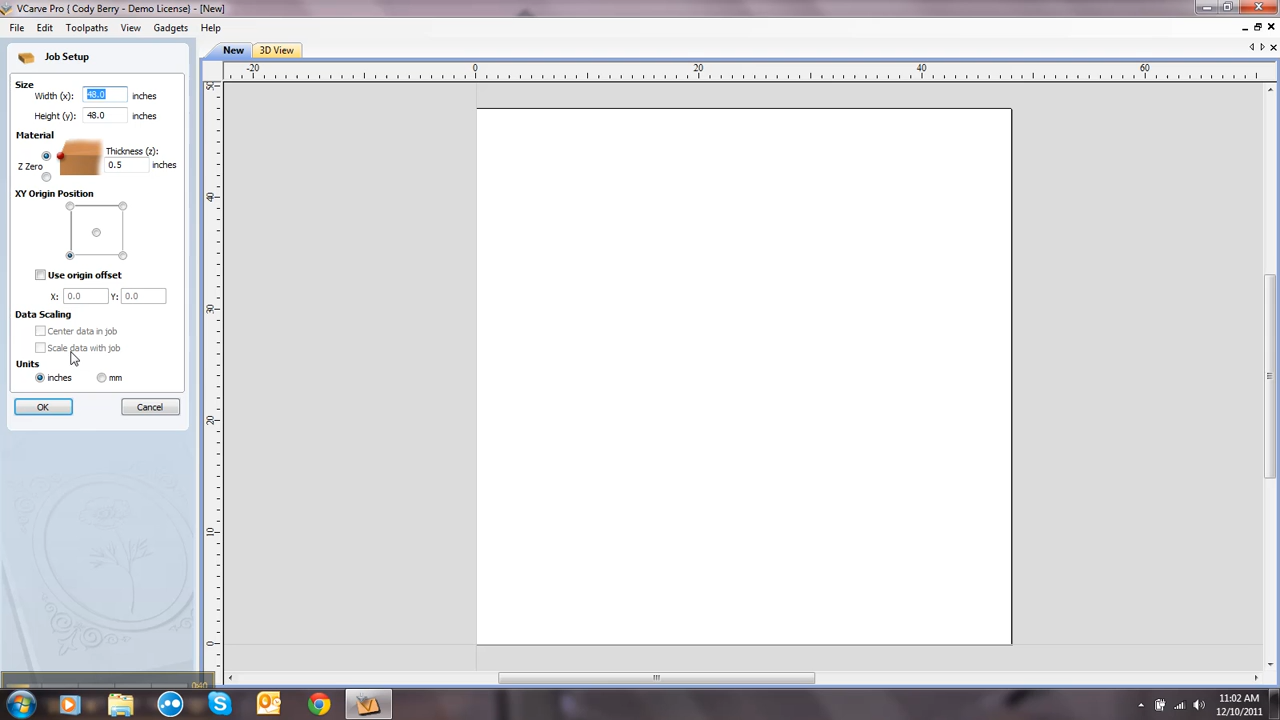 VCarve Pro { Cody Berry - Demo License} - [New]
File Edit Toolpaths View Gadgets Help
Job Setup
New 3D View
-20 0 20 40 60
Size
Width (x): 48.0 inches
Height (y): 48.0 inches
Material
Thickness (z):
Z Zero 0.5 inches
XY Origin Position
Use origin offset
X: 0.0 Y: 0.0
Data Scaling
Center data in job
Scale data with job
Units
inches mm
OK Cancel
50
40
30
20
10
0
0:40
11:02 AM
12/10/2011